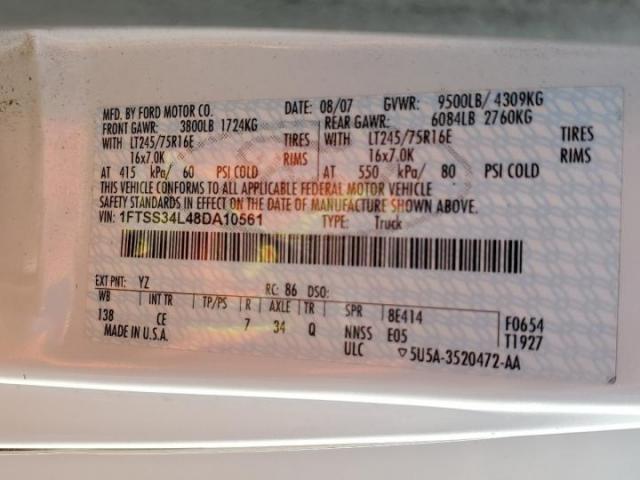 MFD. BY FORD MOTOR CO. DATE: 08/07 GVWR: 9500LB/ 4309KG
FRONT GAWR: 3800LB 1724KG REAR GAWR: 6084LB 2760KG
WITH LT245/75R16E TIRES WITH LT245/75R16E TIRES
16x7.0K RIMS 16x7.0K RIMS
AT 415 kPa/ 60 PSI COLD AT 550 kPa/ 80 PSI COLD
THIS VEHICLE CONFORMS TO ALL APPLICABLE FEDERAL MOTOR VEHICLE
SAFETY STANDARDS IN EFFECT ON THE DATE OF MANUFACTURE SHOWN ABOVE.
VIN: 1FTSS34L48DA10561 TYPE: Truck
EXT PNT: YZ RC: 86 DSO:
WB INT TR TP/PS R AXLE TR SPR 8E414 F0654
138 CE 7 34 Q NNSS E05 T1927
MADE IN U.S.A. ULC ▽5U5A-3520472-AA